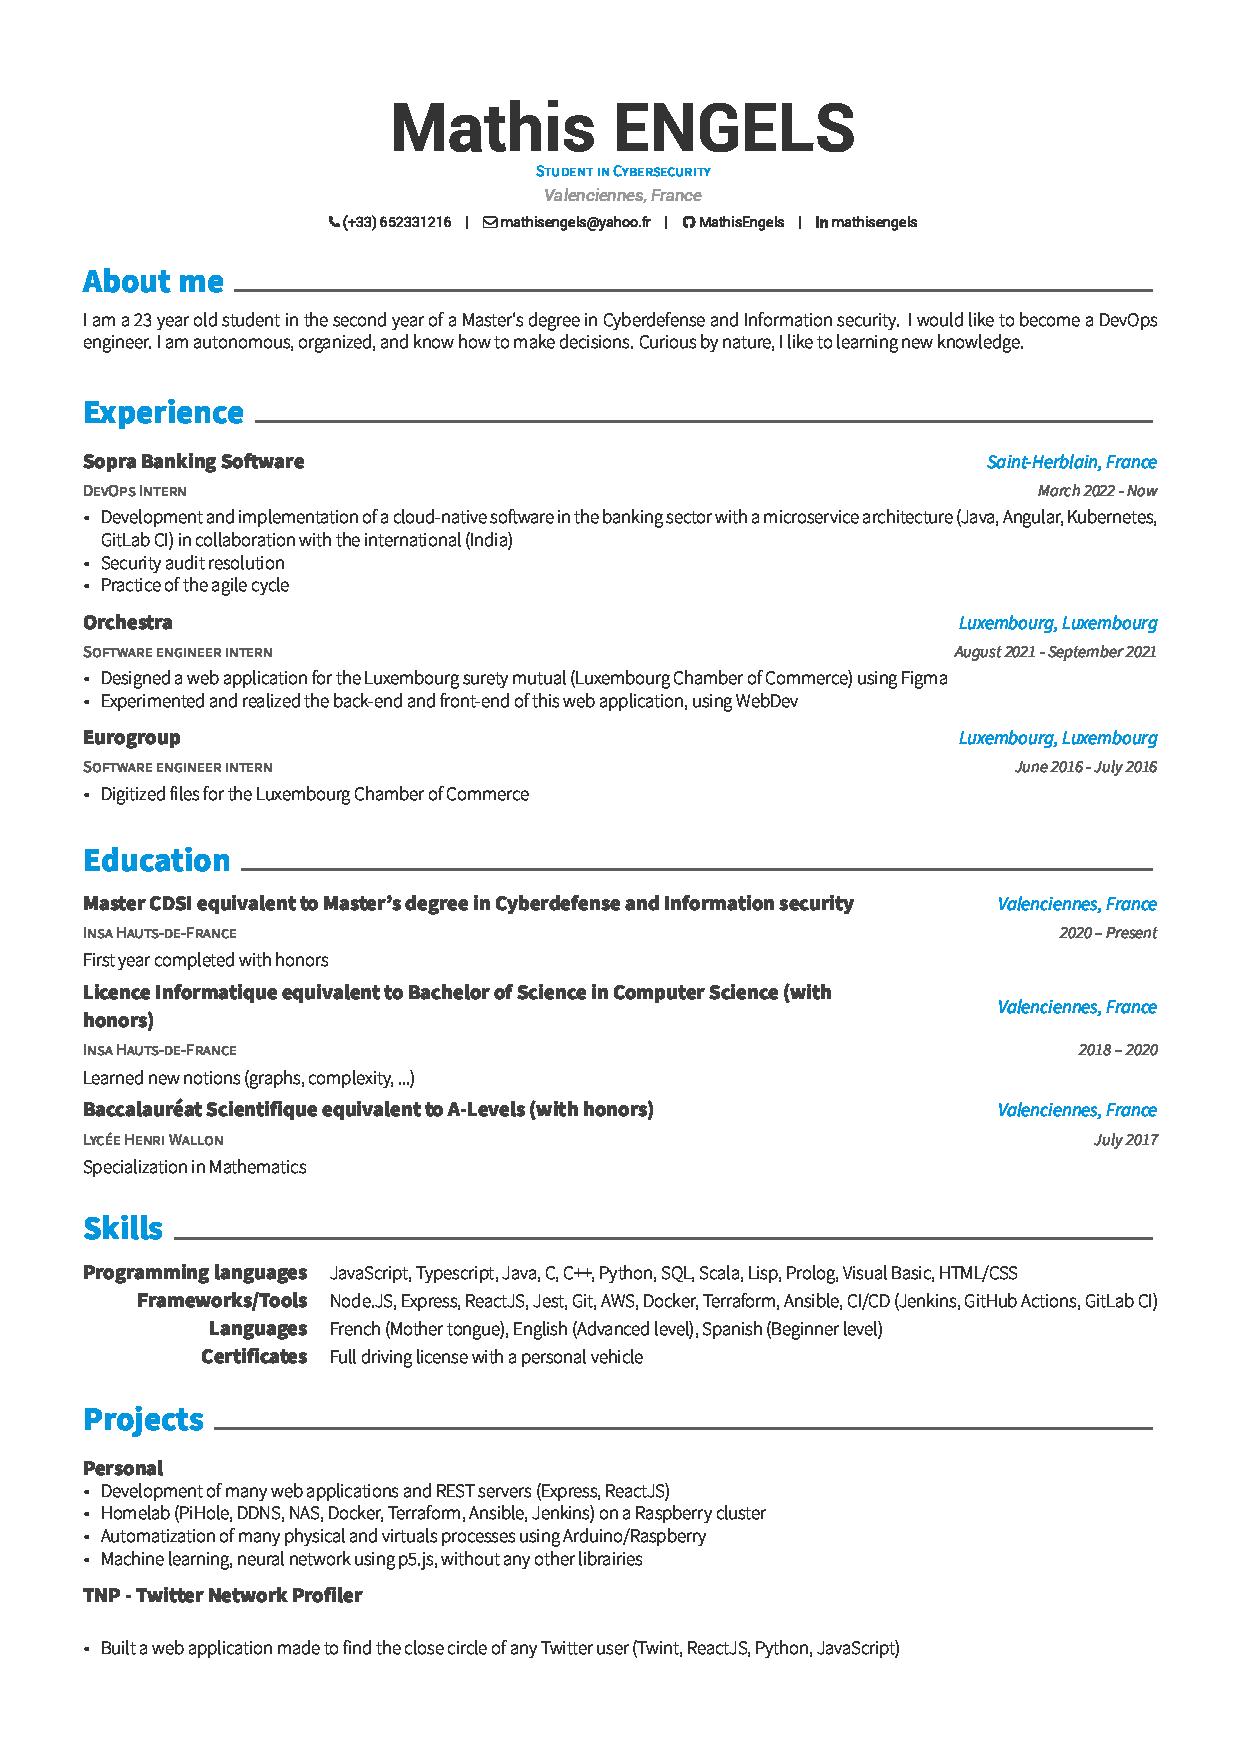 Mathis ENGELS
Student in Cybersecurity
Valenciennes, France
(+33) 652331216 | mathisengels@yahoo.fr | MathisEngels | mathisengels
About me
I am a 23 year old student in the second year of a Master's degree in Cyberdefense and Information security. I would like to become a DevOps
engineer. I am autonomous, organized, and know how to make decisions. Curious by nature, I like to learning new knowledge.
Experience
Sopra Banking Software Saint-Herblain, France
DevOps Intern March 2022 - Now
• Development and implementation of a cloud-native software in the banking sector with a microservice architecture (Java, Angular, Kubernetes,
GitLab CI) in collaboration with the international (India)
• Security audit resolution
• Practice of the agile cycle
Orchestra Luxembourg, Luxembourg
Software engineer intern August 2021 - September 2021
• Designed a web application for the Luxembourg surety mutual (Luxembourg Chamber of Commerce) using Figma
• Experimented and realized the back-end and front-end of this web application, using WebDev
Eurogroup Luxembourg, Luxembourg
Software engineer intern June 2016 - July 2016
• Digitized files for the Luxembourg Chamber of Commerce
Education
Master CDSI equivalent to Master’s degree in Cyberdefense and Information security Valenciennes, France
Insa Hauts-de-France 2020 – Present
First year completed with honors
Licence Informatique equivalent to Bachelor of Science in Computer Science (with
honors) Valenciennes, France
Insa Hauts-de-France 2018 – 2020
Learned new notions (graphs, complexity, ...)
Baccalauréat Scientifique equivalent to A-Levels (with honors) Valenciennes, France
Lycée Henri Wallon July 2017
Specialization in Mathematics
Skills
Programming languages JavaScript, Typescript, Java, C, C++, Python, SQL, Scala, Lisp, Prolog, Visual Basic, HTML/CSS
Frameworks/Tools Node.JS, Express, ReactJS, Jest, Git, AWS, Docker, Terraform, Ansible, CI/CD (Jenkins, GitHub Actions, GitLab CI)
Languages French (Mother tongue), English (Advanced level), Spanish (Beginner level)
Certificates Full driving license with a personal vehicle
Projects
Personal
• Development of many web applications and REST servers (Express, ReactJS)
• Homelab (PiHole, DDNS, NAS, Docker, Terraform, Ansible, Jenkins) on a Raspberry cluster
• Automatization of many physical and virtuals processes using Arduino/Raspberry
• Machine learning, neural network using p5.js, without any other librairies
TNP - Twitter Network Profiler
• Built a web application made to find the close circle of any Twitter user (Twint, ReactJS, Python, JavaScript)